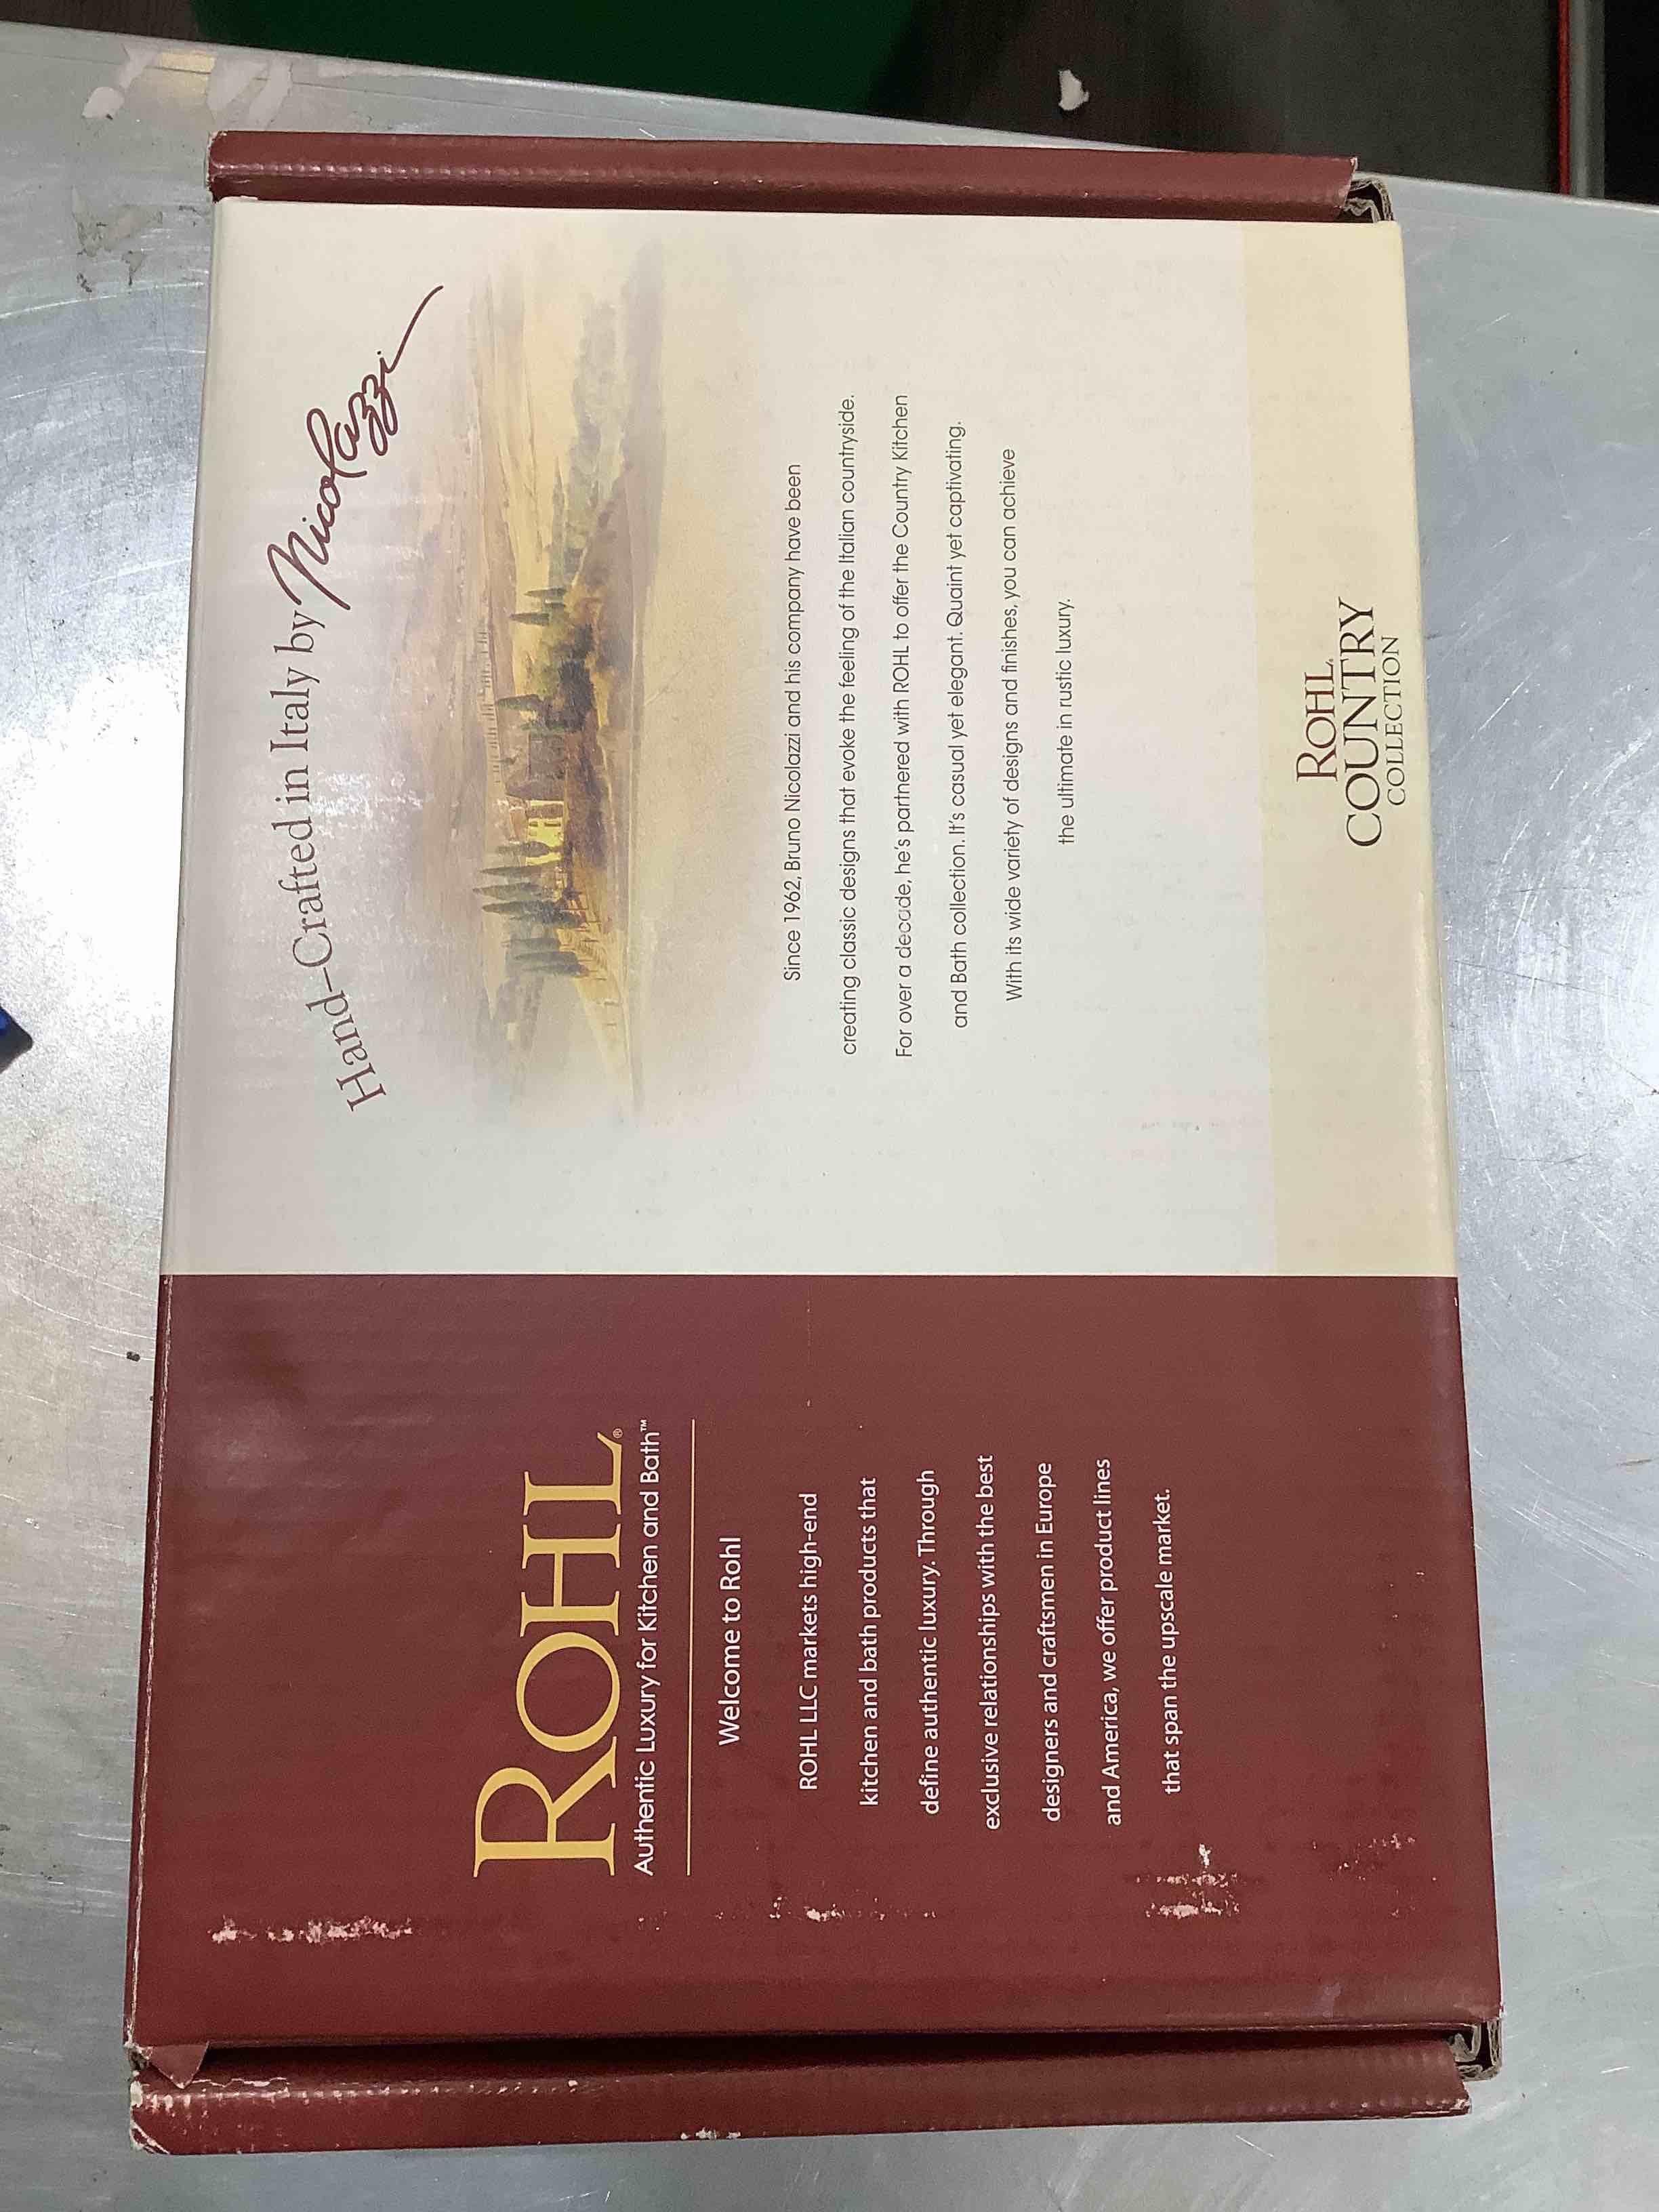 ROHL®
Authentic Luxury for Kitchen and Bath™
Welcome to Rohl
ROHL LLC markets high-end
kitchen and bath products that
define authentic luxury. Through
exclusive relationships with the best
designers and craftsmen in Europe
and America, we offer product lines
that span the upscale market.
Hand-Crafted in Italy by Nicolazzi
Since 1962, Bruno Nicolazzi and his company have been
creating classic designs that evoke the feeling of the Italian countryside.
For over a decade, he's partnered with ROHL to offer the Country Kitchen
and Bath collection. It's casual yet elegant. Quaint yet captivating.
With its wide variety of designs and finishes, you can achieve
the ultimate in rustic luxury.
ROHL
COUNTRY
COLLECTION